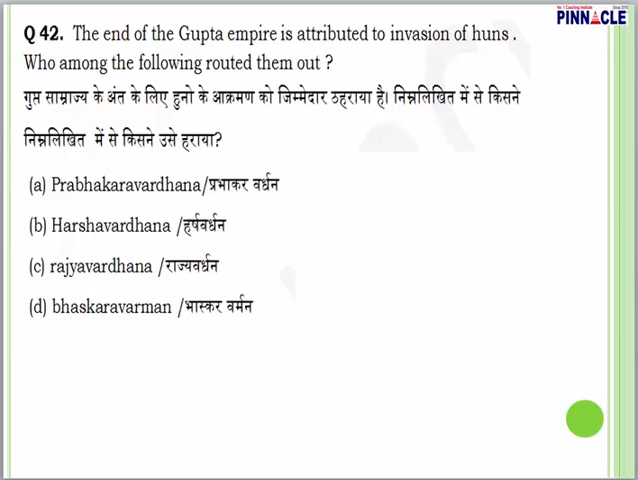 No. 1 Coaching institute
Since 2010
PINNACLE
Q 42. The end of the Gupta empire is attributed to invasion of huns .
Who among the following routed them out ?
गुप्त साम्राज्य के अंत के लिए हुनो के आक्रमण को जिम्मेदार ठहराया है। निम्नलिखित में से किसने
निम्नलिखित में से किसने उसे हराया?
(a) Prabhakaravardhana/प्रभाकर वर्धन
(b) Harshavardhana /हर्षवर्धन
(c) rajyavardhana /राज्यवर्धन
(d) bhaskaravarman /भास्कर वर्मन